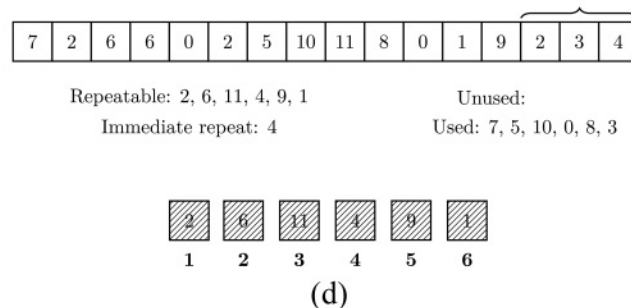 7 2 6 6 0 2 5 10 11 8 0 1 9 2 3 4
Repeatable: 2, 6, 11, 4, 9, 1
Unused:
Immediate repeat: 4
Used: 7, 5, 10, 0, 8, 3
2 6 11 4 9 1
1 2 3 4 5 6
(d)